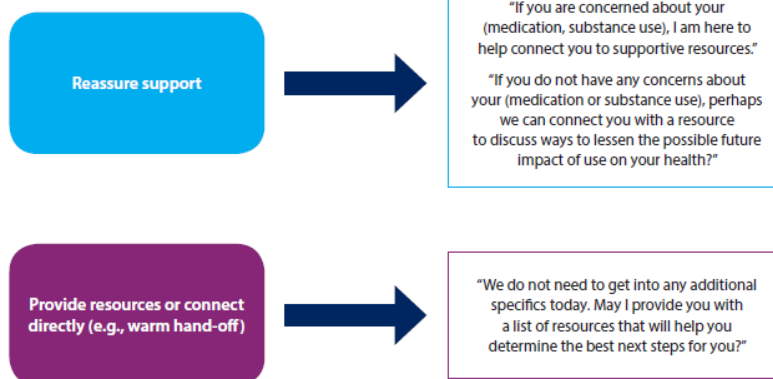 Reassure support
“If you are concerned about your
(medication, substance use), I am here to
help connect you to supportive resources.”
“If you do not have any concerns about
your (medication or substance use), perhaps
we can connect you with a resource
to discuss ways to lessen the possible future
impact of use on your health?”
Provide resources or connect
directly (e.g., warm hand-off)
“We do not need to get into any additional
specifics today. May I provide you with
a list of resources that will help you
determine the best next steps for you?”